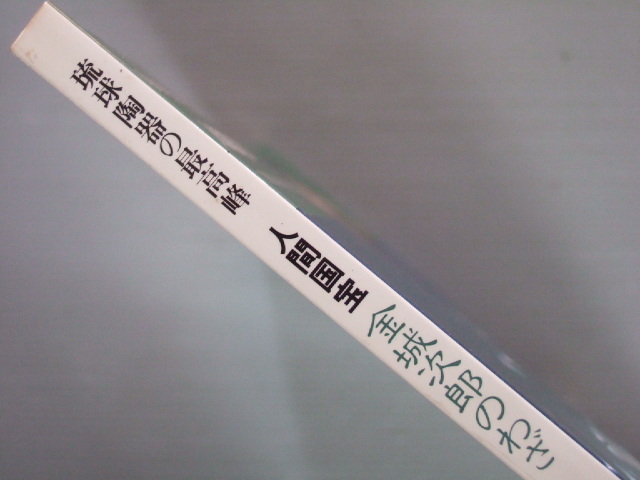 琉球陶器の最高峰
人間国宝
金城次郎のわざ